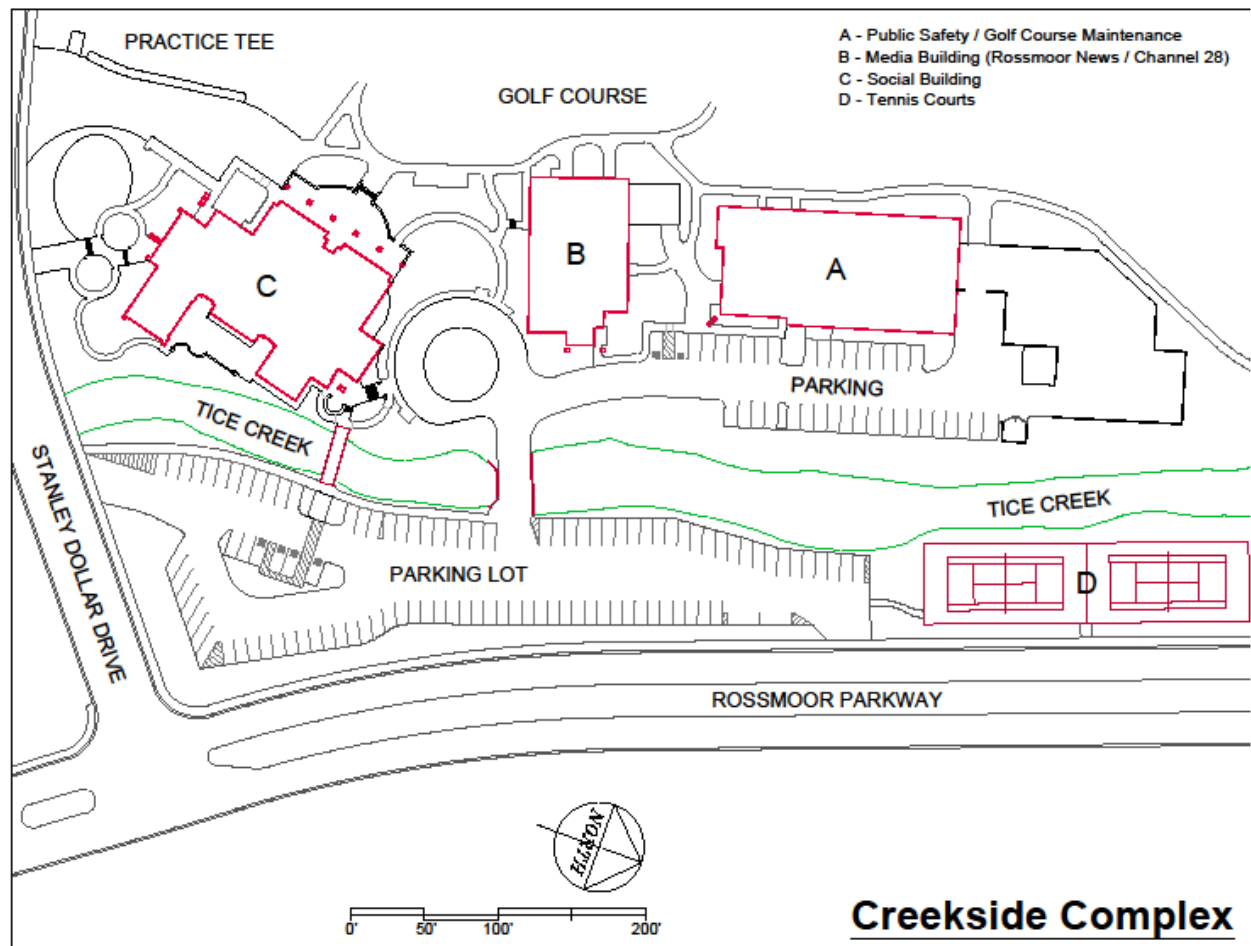 PRACTICE TEE
GOLF COURSE
A - Public Safety / Golf Course Maintenance
B - Media Building (Rossmoor News / Channel 28)
C - Social Building
D - Tennis Courts
B
A
C
PARKING
TICE CREEK
STANLEY DOLLAR DRIVE
TICE CREEK
PARKING LOT
D
ROSSMOOR PARKWAY
NORTH
0' 50' 100' 200'
Creekside Complex